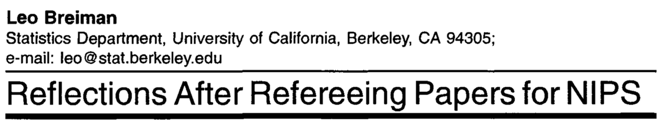 Leo Breiman
Statistics Department, University of California, Berkeley, CA 94305;
e-mail: leo@stat.berkeley.edu
Reflections After Refereeing Papers for NIPS